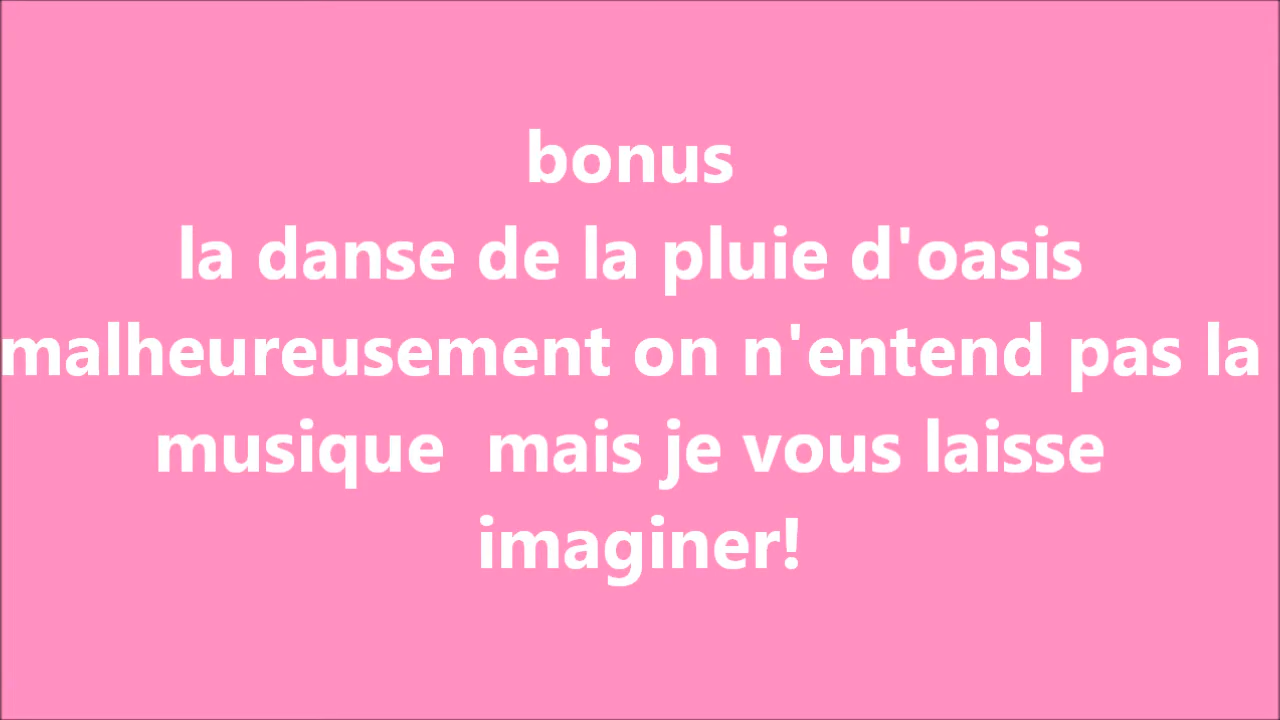 bonus
la danse de la pluie d'oasis
malheureusement on n'entend pas la
musique  mais je vous laisse
imaginer!